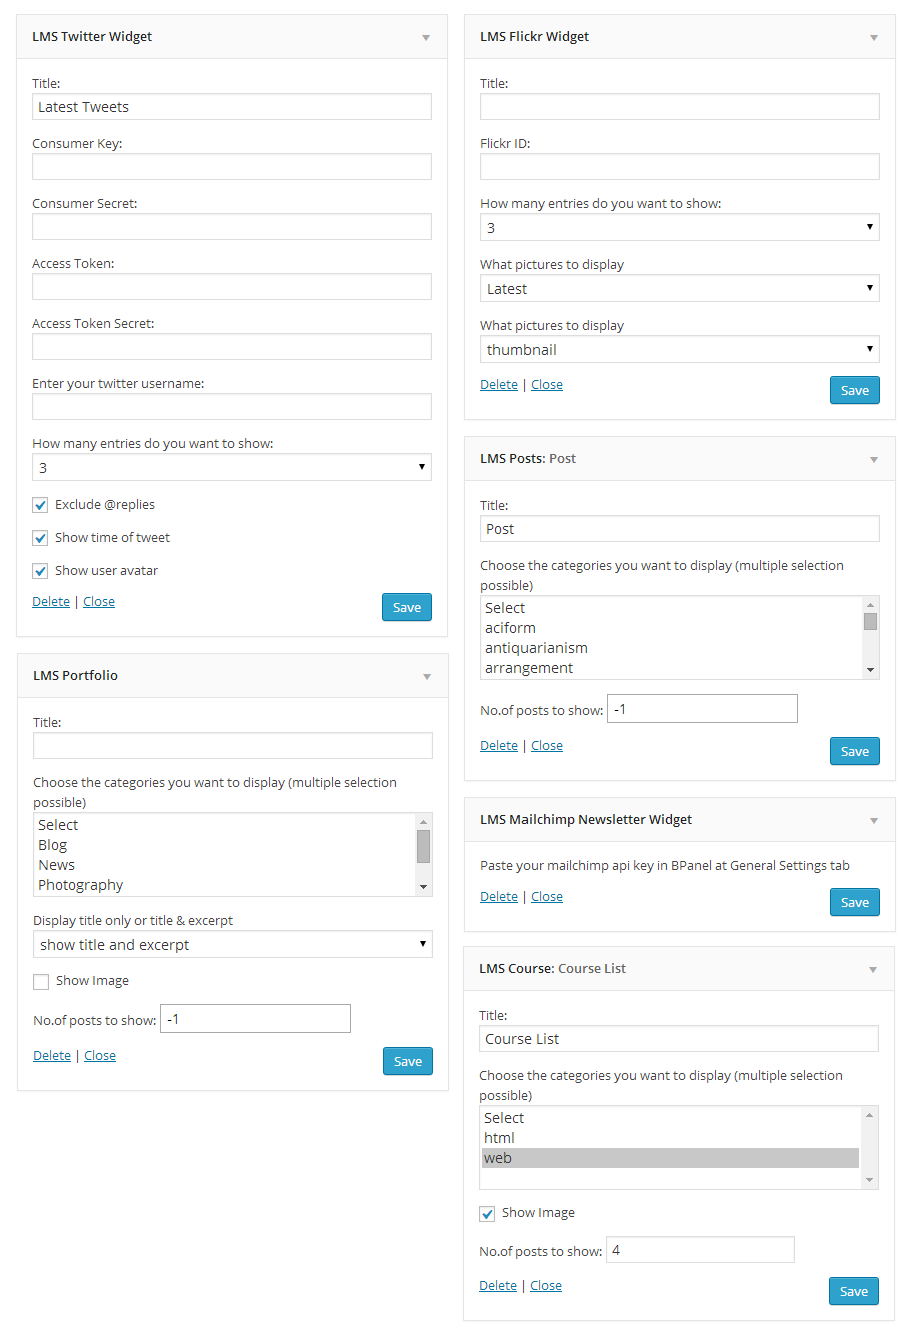 LMS Twitter Widget
Title:
Latest Tweets
Consumer Key:
Consumer Secret:
Access Token:
Access Token Secret:
Enter your twitter username:
How many entries do you want to show:
3
Exclude @replies
Show time of tweet
Show user avatar
Delete | Close
Save
LMS Portfolio
Title:
Choose the categories you want to display (multiple selection
possible)
Select
Blog
News
Photography
Display title only or title & excerpt
show title and excerpt
Show Image
No.of posts to show: -1
Delete | Close
Save
LMS Flickr Widget
Title:
Flickr ID:
How many entries do you want to show:
3
What pictures to display
Latest
What pictures to display
thumbnail
Delete | Close
Save
LMS Posts: Post
Title:
Post
Choose the categories you want to display (multiple selection
possible)
Select
aciform
antiquarianism
arrangement
No.of posts to show: -1
Delete | Close
Save
LMS Mailchimp Newsletter Widget
Paste your mailchimp api key in BPanel at General Settings tab
Delete | Close
Save
LMS Course: Course List
Title:
Course List
Choose the categories you want to display (multiple selection
possible)
Select
html
web
Show Image
No.of posts to show: 4
Delete | Close
Save